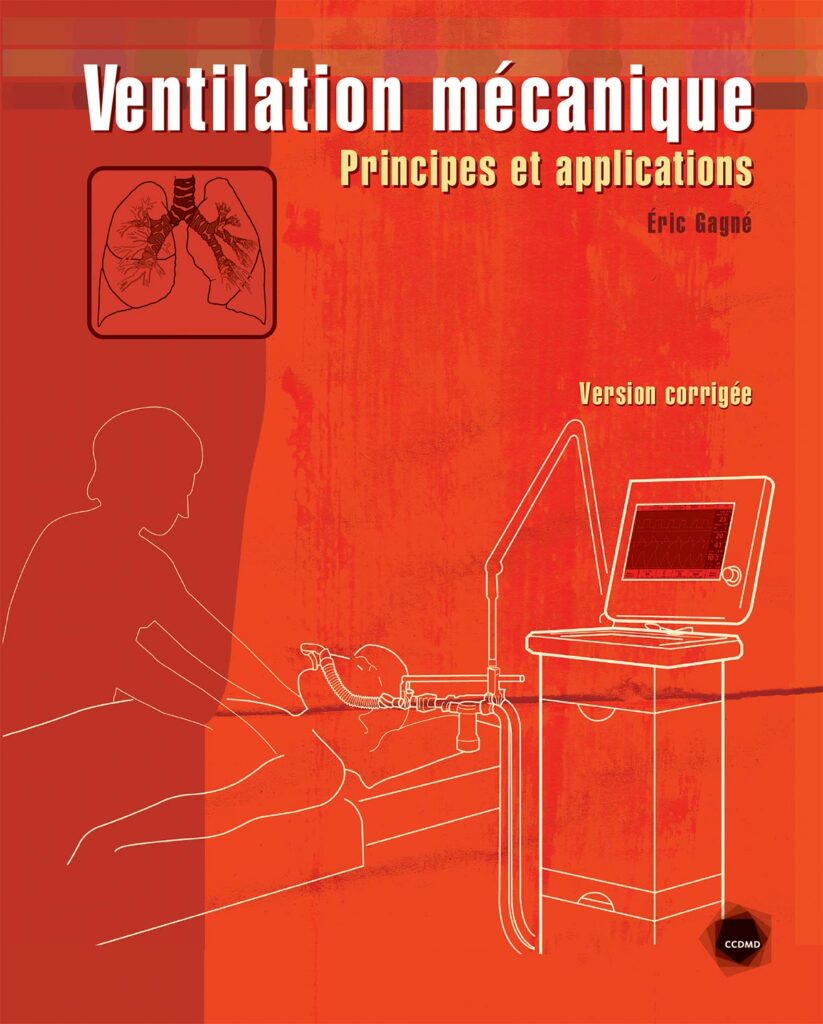 Ventilation mécanique
Principes et applications
Éric Gagné
Version corrigée
CCDMD